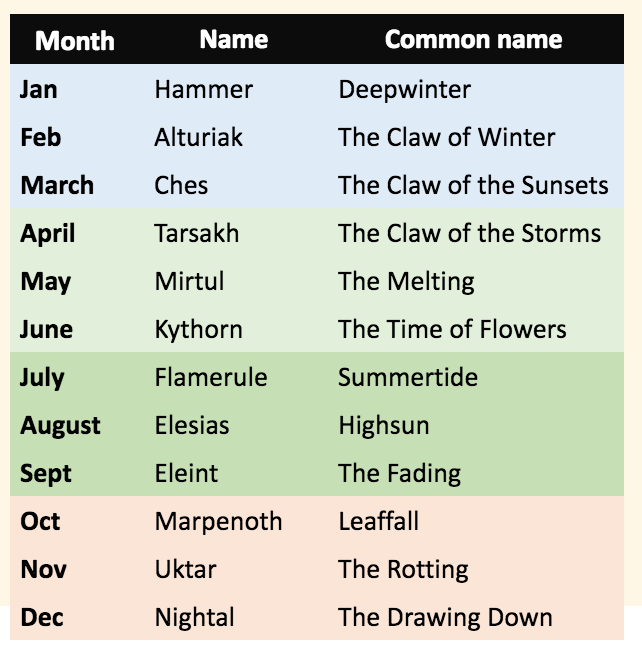 Month Name Common name
Jan Hammer Deepwinter
Feb Alturiak The Claw of Winter
March Ches The Claw of the Sunsets
April Tarsakh The Claw of the Storms
May Mirtul The Melting
June Kythorn The Time of Flowers
July Flamerule Summertide
August Elesias Highsun
Sept Eleint The Fading
Oct Marpenoth Leaffall
Nov Uktar The Rotting
Dec Nightal The Drawing Down